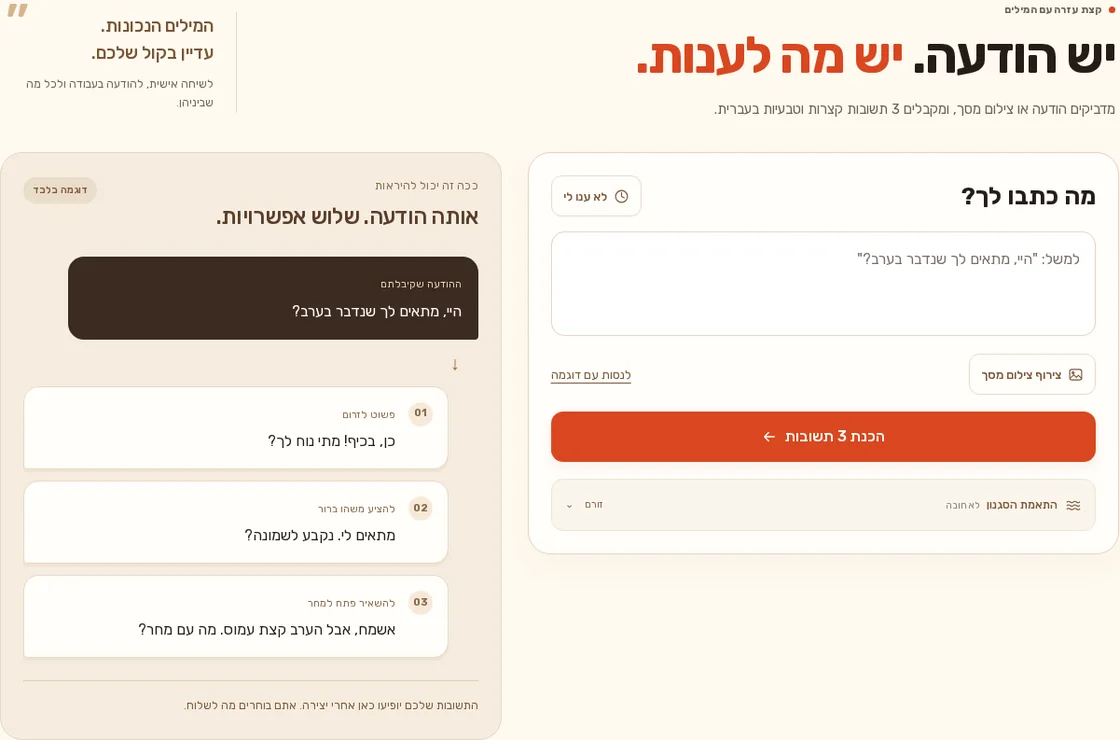 קצת עזרה עם המילים
יש הודעה. יש מה לענות.
מדביקים הודעה או צילום מסך, ומקבלים 3 תשובות קצרות וטבעיות בעברית.
"
המילים הנכונות.
עדיין בקול שלכם.
לשיחה אישית, להודעה בעבודה ולכל מה
שביניהן.
מה כתבו לך?
לא ענו לי
למשל: "היי, מתאים לך שנדבר בערב?"
צירוף צילום מסך
לנסות עם דוגמה
הכנת 3 תשובות ←
התאמת הסגנון לא חובה
זורם
ככה זה יכול להיראות
דוגמה בלבד
אותה הודעה. שלוש אפשרויות.
ההודעה שקיבלתם
היי, מתאים לך שנדבר בערב?
↓
01
פשוט לזרום
כן, בכיף! מתי נוח לך?
02
להציע משהו ברור
מתאים לי. נקבע לשמונה?
03
להשאיר פתח למחר
אשמח, אבל הערב קצת עמוס. מה עם מחר?
התשובות שלכם יופיעו כאן אחרי יצירה. אתם בוחרים מה לשלוח.